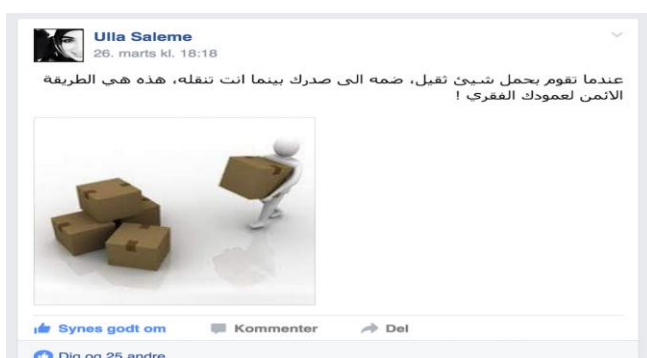 Ulla Saleme
26. marts kl. 18:18
عندما تقوم بحمل شيئ ثقيل، ضمه الى صدرك بينما انت تنقله، هذه هي الطريقة
الائمن لعمودك الفقري !
Synes godt om Kommenter Del
Dig og 25 andre